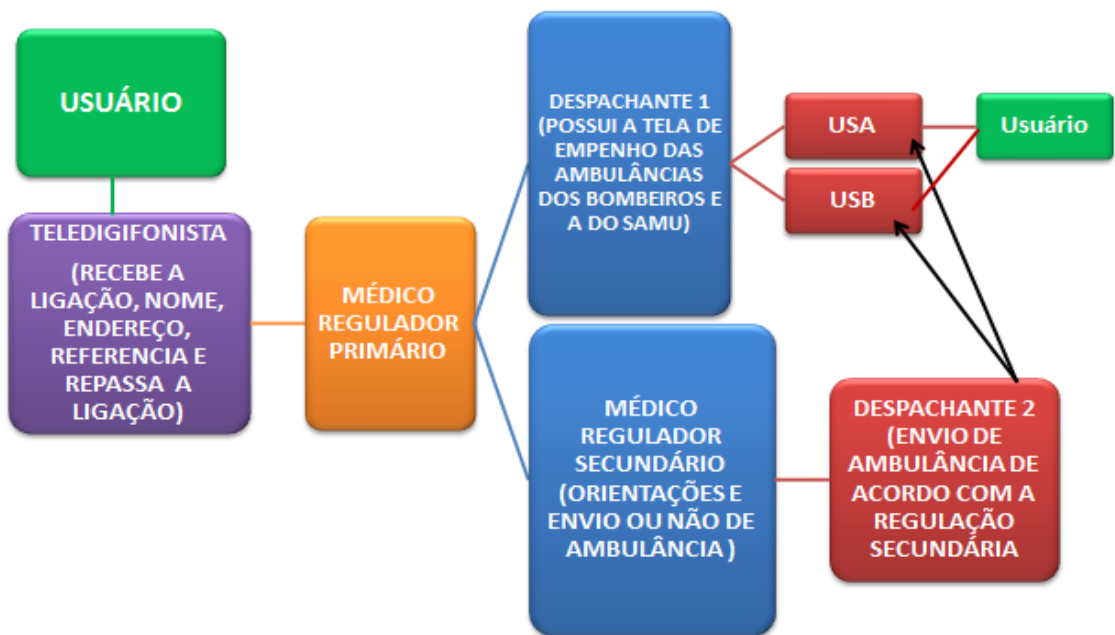 USUÁRIO
TELEDIGIFONISTA
(RECEBE A
LIGAÇÃO, NOME,
ENDEREÇO,
REFERENCIA E
REPASSA A
LIGAÇÃO)
MÉDICO
REGULADOR
PRIMÁRIO
DESPACHANTE 1
(POSSUI A TELA DE
EMPENHO DAS
AMBULÂNCIAS
DOS BOMBEIROS E
A DO SAMU)
USA
USB
Usuário
MÉDICO
REGULADOR
SECUNDÁRIO
(ORIENTAÇÕES E
ENVIO OU NÃO DE
AMBULÂNCIA )
DESPACHANTE 2
(ENVIO DE
AMBULÂNCIA DE
ACORDO COM A
REGULAÇÃO
SECUNDÁRIA